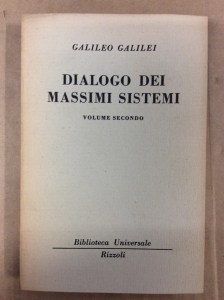 GALILEO GALILEI
DIALOGO DEI
MASSIMI SISTEMI
VOLUME SECONDO
Biblioteca Universale
Rizzoli